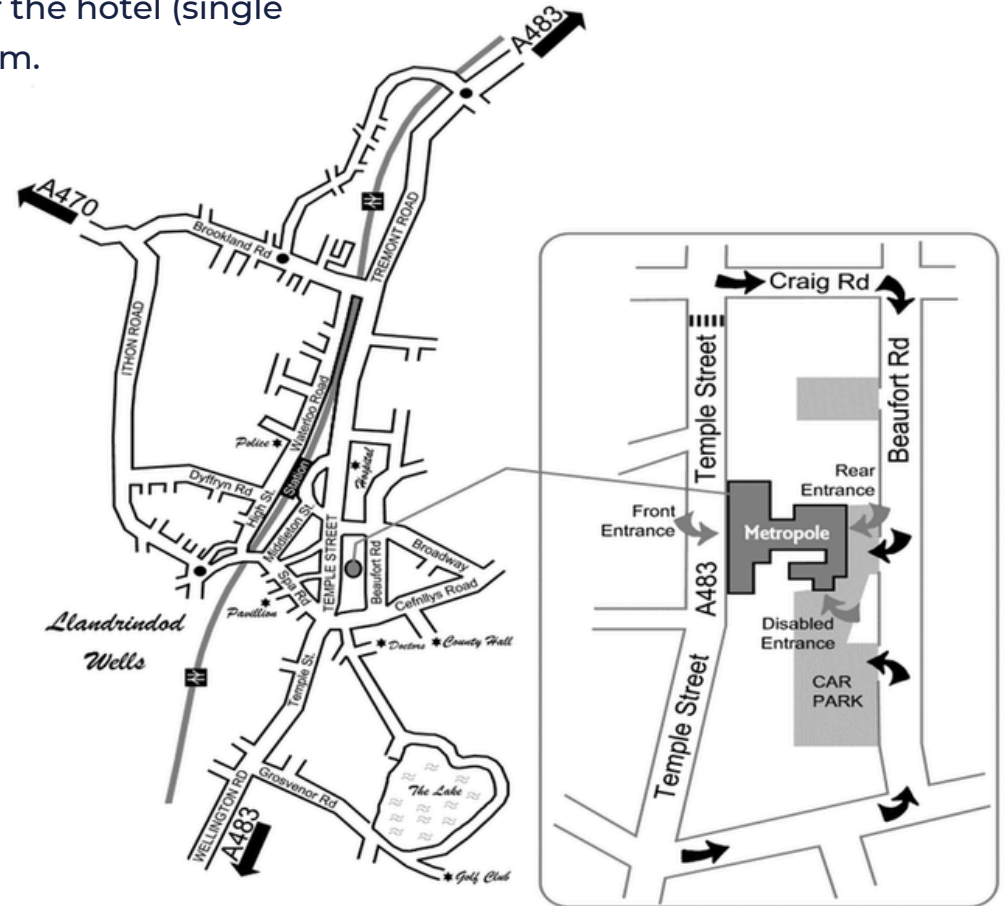 the hotel (single
m.
A483
A470
Brookland Rd
TREMONT ROAD
ITHON ROAD
Waterloo Road
Police
Station
Hospital
Dyffryn Rd
High St.
Middleton St.
TEMPLE STREET
Beaufort Rd
Broadway
Spa Rd
Cefnllys Road
Pavillion
Llandrindod
Wells
Doctors
County Hall
Temple St.
The Lake
Grosvenor Rd
WELLINGTON RD
A483
Golf Club
Craig Rd
Temple Street
Beaufort Rd
Rear
Entrance
Front
Entrance
Metropole
A483
Disabled
Entrance
CAR
PARK
Temple Street